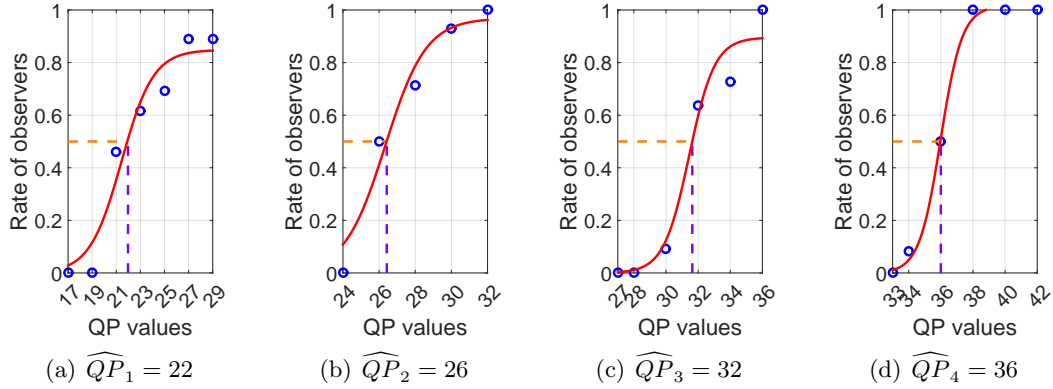 Rate of observers
1
0.8
0.6
0.4
0.2
0
17 19 21 23 25 27 29
QP values
(a) \widehat{QP}_1 = 22
Rate of observers
1
0.8
0.6
0.4
0.2
0
24 26 28 30 32
QP values
(b) \widehat{QP}_2 = 26
Rate of observers
1
0.8
0.6
0.4
0.2
0
27 28 30 32 34 36
QP values
(c) \widehat{QP}_3 = 32
Rate of observers
1
0.8
0.6
0.4
0.2
0
33 34 36 38 40 42
QP values
(d) \widehat{QP}_4 = 36